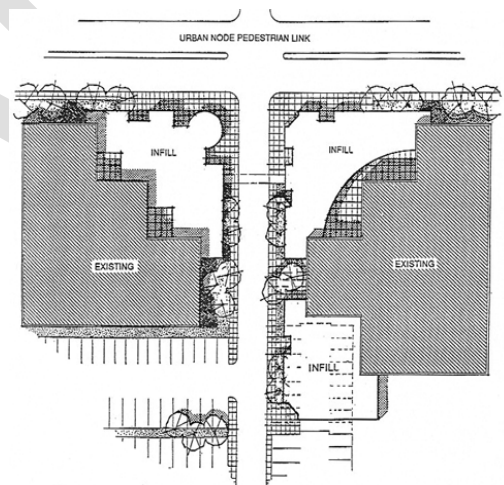 URBAN NODE PEDESTRIAN LINK
INFILL
INFILL
EXISTING
EXISTING
INFILL